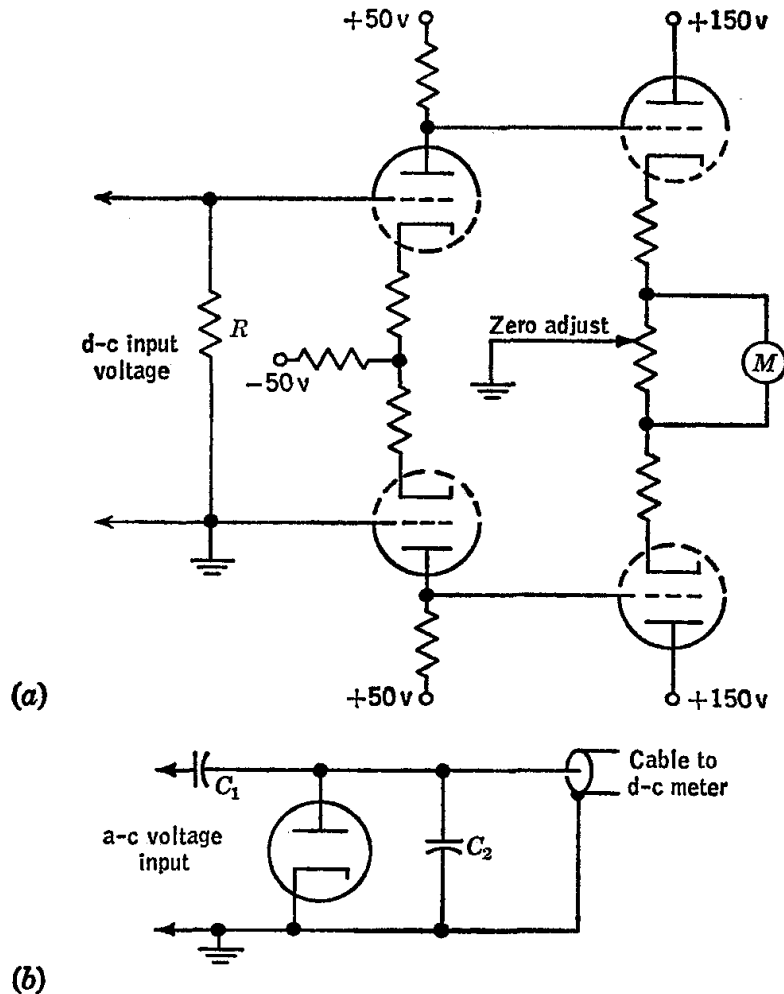 +50 v
+150 v
R
d-c input
voltage
Zero adjust
-50 v
M
(a)
+50 v
+150 v
C₁
Cable to
d-c meter
a-c voltage
input
C₂
(b)